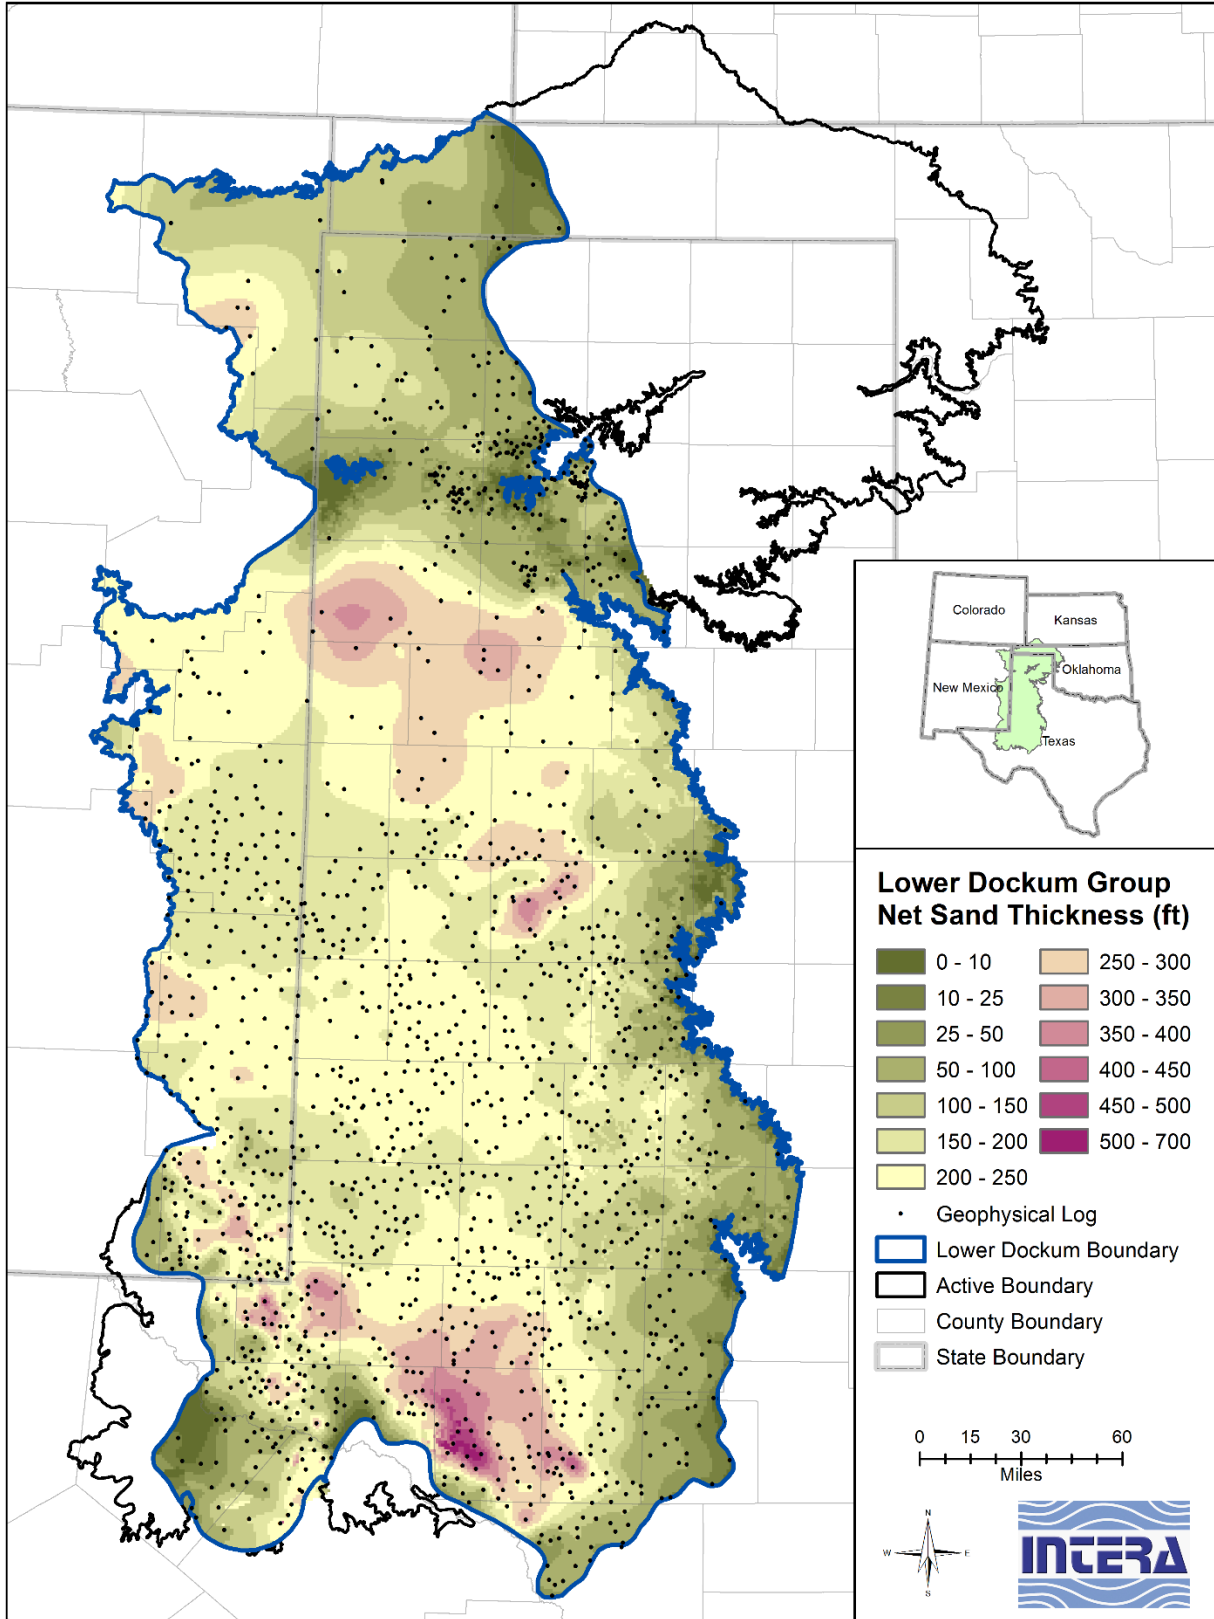 Colorado
Kansas
New Mexico
Oklahoma
Texas
Lower Dockum Group
Net Sand Thickness (ft)
0 - 10
250 - 300
10 - 25
300 - 350
25 - 50
350 - 400
50 - 100
400 - 450
100 - 150
450 - 500
150 - 200
500 - 700
200 - 250
Geophysical Log
Lower Dockum Boundary
Active Boundary
County Boundary
State Boundary
0 15 30 60
Miles
N
W E
S
INTERA